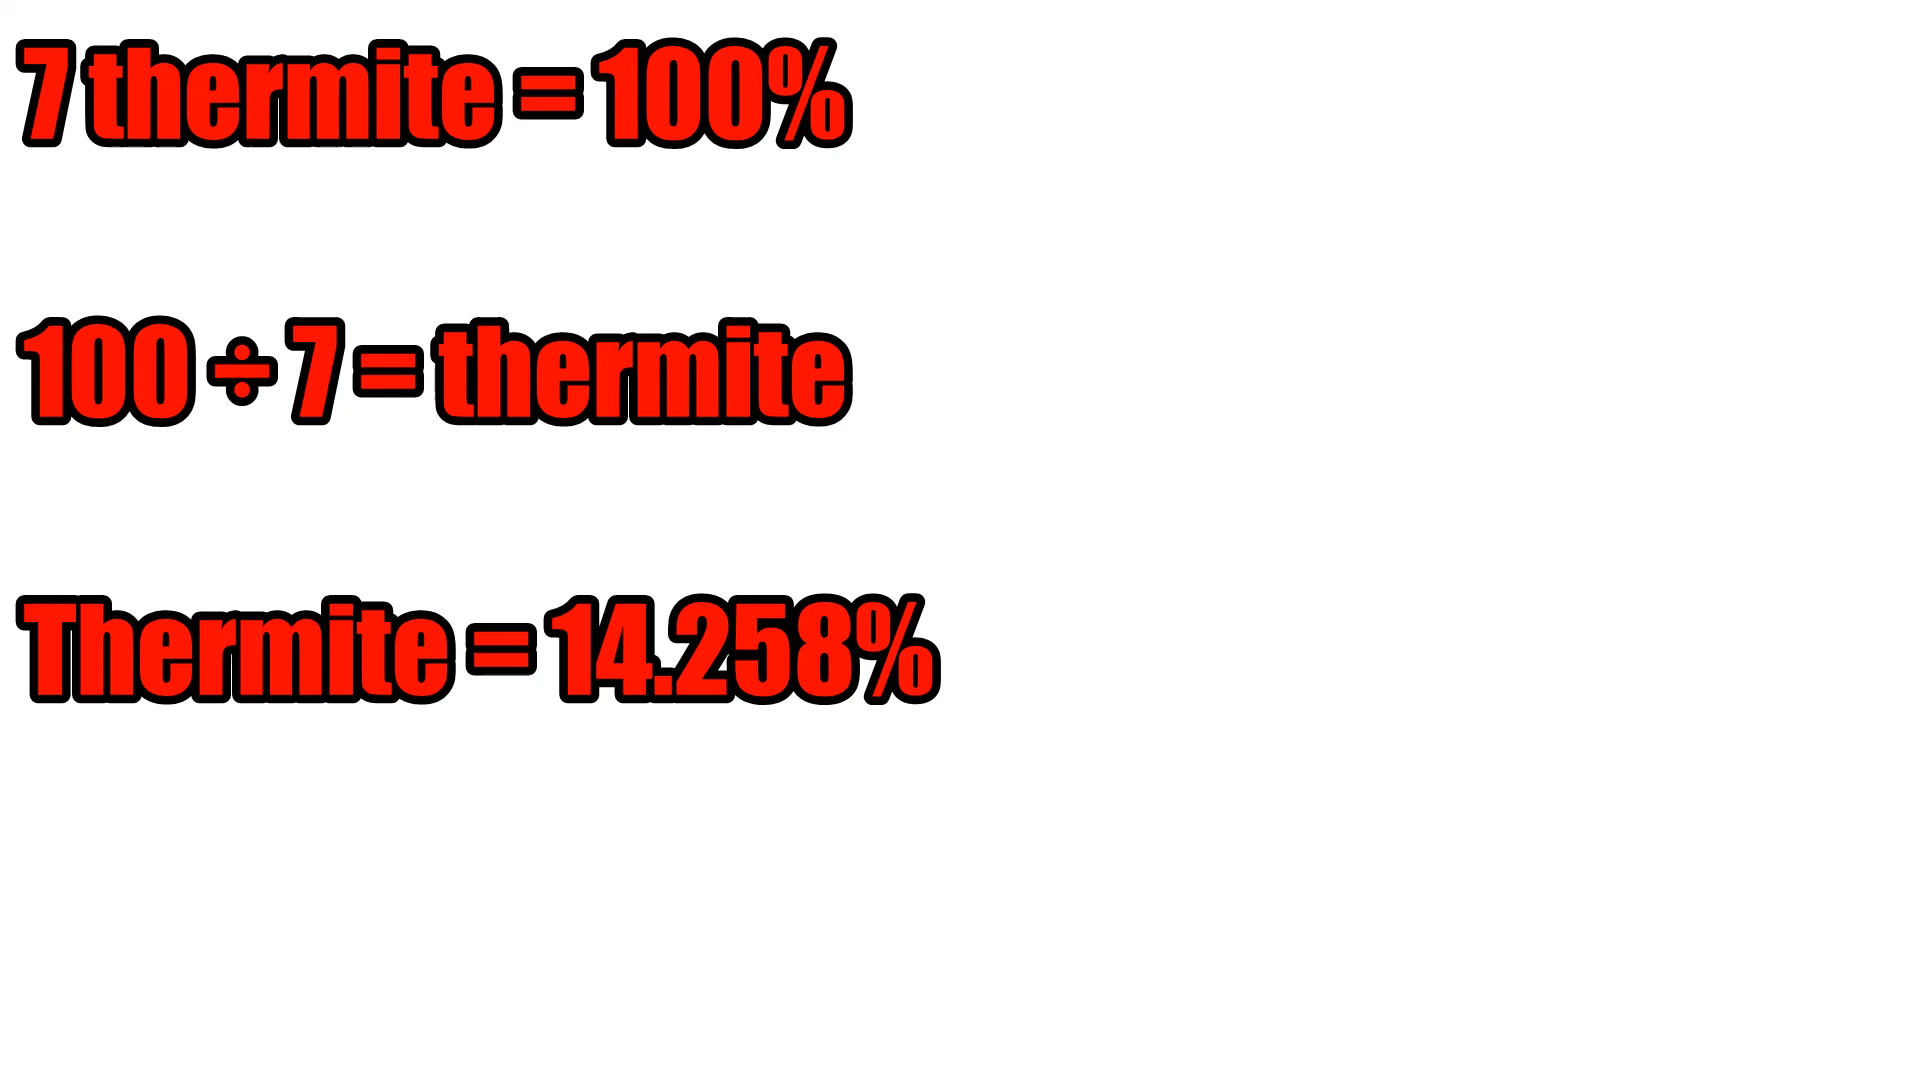 7 thermite = 100%
100 ÷ 7 = thermite
Thermite = 14.258%